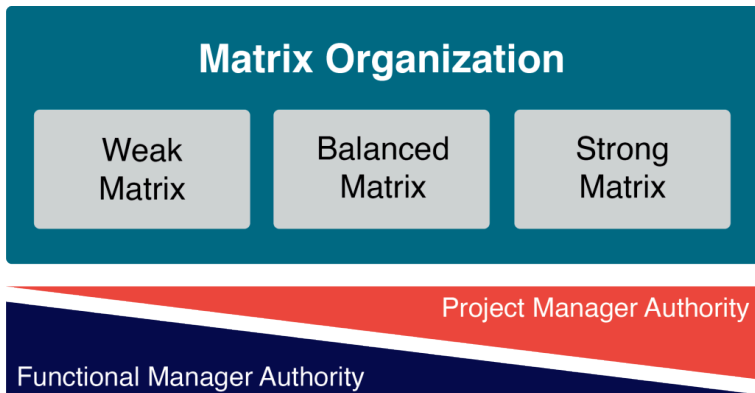 Matrix Organization
Weak
Matrix
Balanced
Matrix
Strong
Matrix
Project Manager Authority
Functional Manager Authority